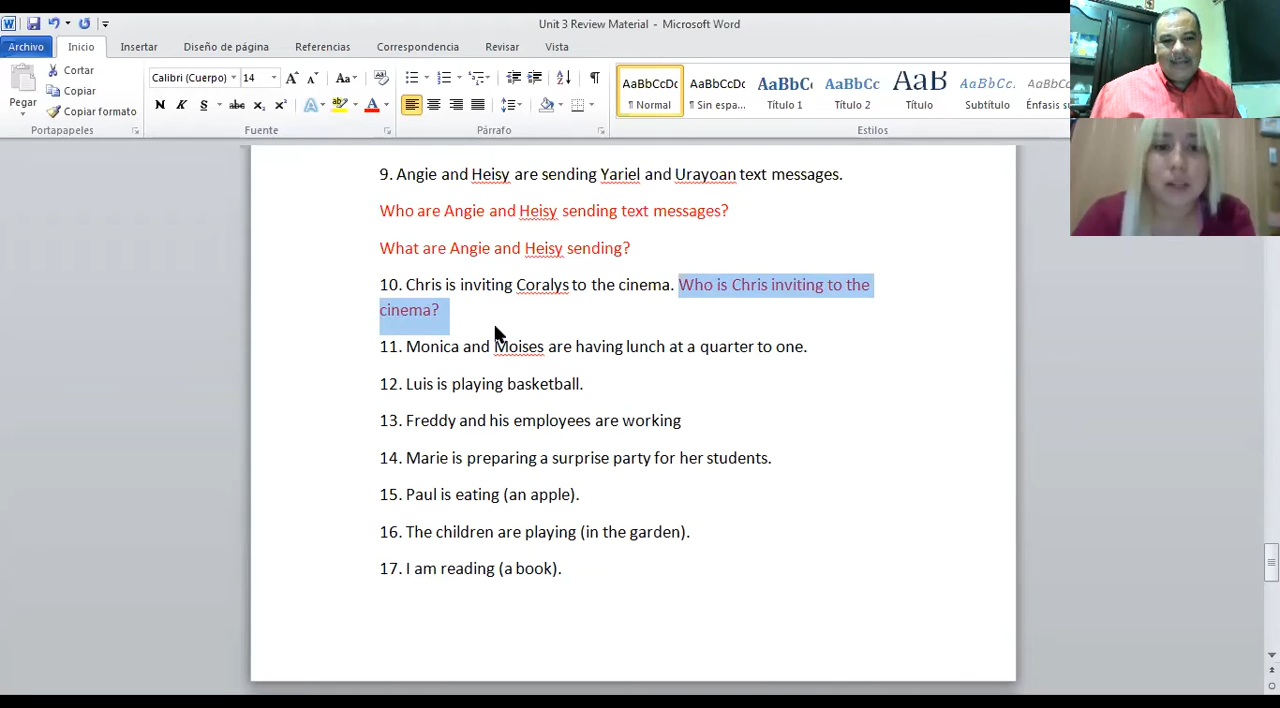 Unit 3 Review Material - Microsoft Word
Archivo Inicio Insertar Diseño de página Referencias Correspondencia Revisar Vista
Pegar Cortar Copiar Copiar formato
Calibri (Cuerpo) 14
AaBbCcDc AaBbCcDc AaBbC AaBbCc AaB AaBbCc. AaBbCc
¶ Normal ¶ Sin espa... Título 1 Título 2 Título Subtítulo Énfasis su
Portapapeles Fuente Párrafo Estilos
9. Angie and Heisy are sending Yariel and Urayoan text messages.
Who are Angie and Heisy sending text messages?
What are Angie and Heisy sending?
10. Chris is inviting Coralys to the cinema. Who is Chris inviting to the
cinema?
11. Monica and Moises are having lunch at a quarter to one.
12. Luis is playing basketball.
13. Freddy and his employees are working
14. Marie is preparing a surprise party for her students.
15. Paul is eating (an apple).
16. The children are playing (in the garden).
17. I am reading (a book).